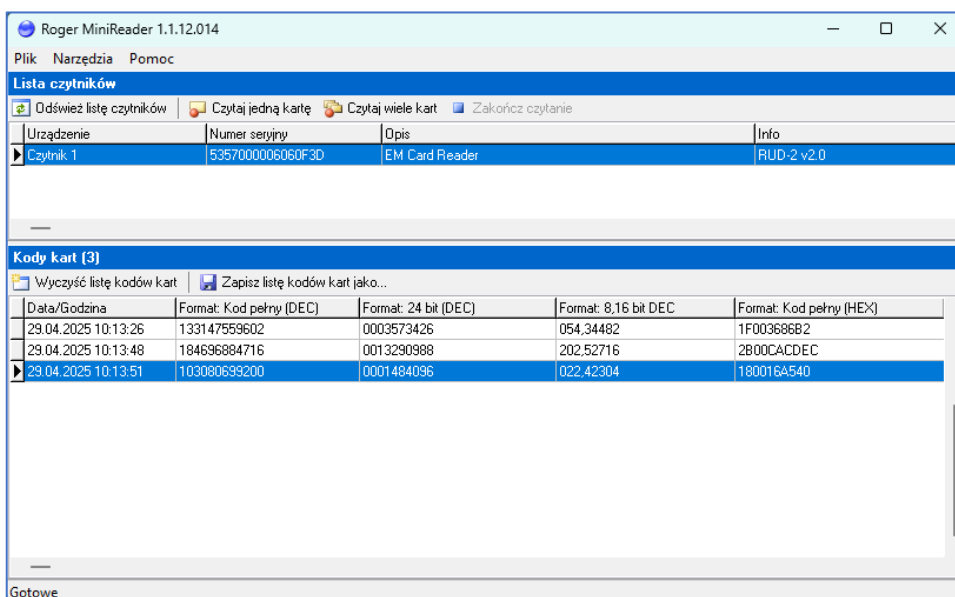 Roger MiniReader 1.1.12.014
Plik Narzędzia Pomoc
Lista czytników
Odśwież listę czytników Czytaj jedną kartę Czytaj wiele kart Zakończ czytanie
Urządzenie Numer seryjny Opis Info
Czytnik 1 5357000006060F3D EM Card Reader RUD-2 v2.0
Kody kart (3)
Wyczyść listę kodów kart Zapisz listę kodów kart jako...
Data/Godzina Format: Kod pełny (DEC) Format: 24 bit (DEC) Format: 8,16 bit DEC Format: Kod pełny (HEX)
29.04.2025 10:13:26 133147559602 0003573426 054,34482 1F003686B2
29.04.2025 10:13:48 184696884716 0013290988 202,52716 2B00CACDEC
29.04.2025 10:13:51 103080699200 0001484096 022,42304 180016A540
Gotowe